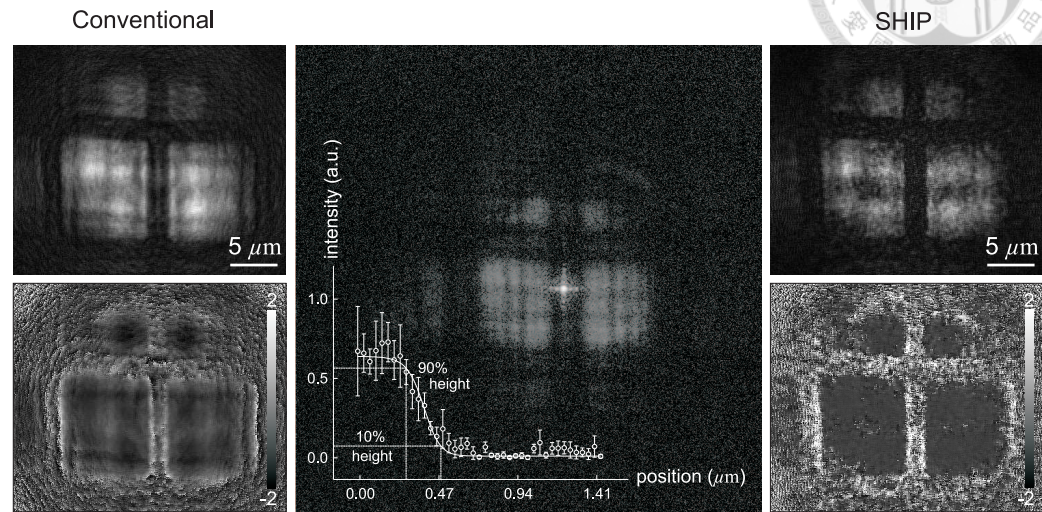 Conventional
SHIP
5 μm
2
-2
intensity (a.u.)
1.0
0.5
0.0
90%
height
10%
height
0.00
0.47
0.94
1.41
position (μm)
5 μm
2
-2